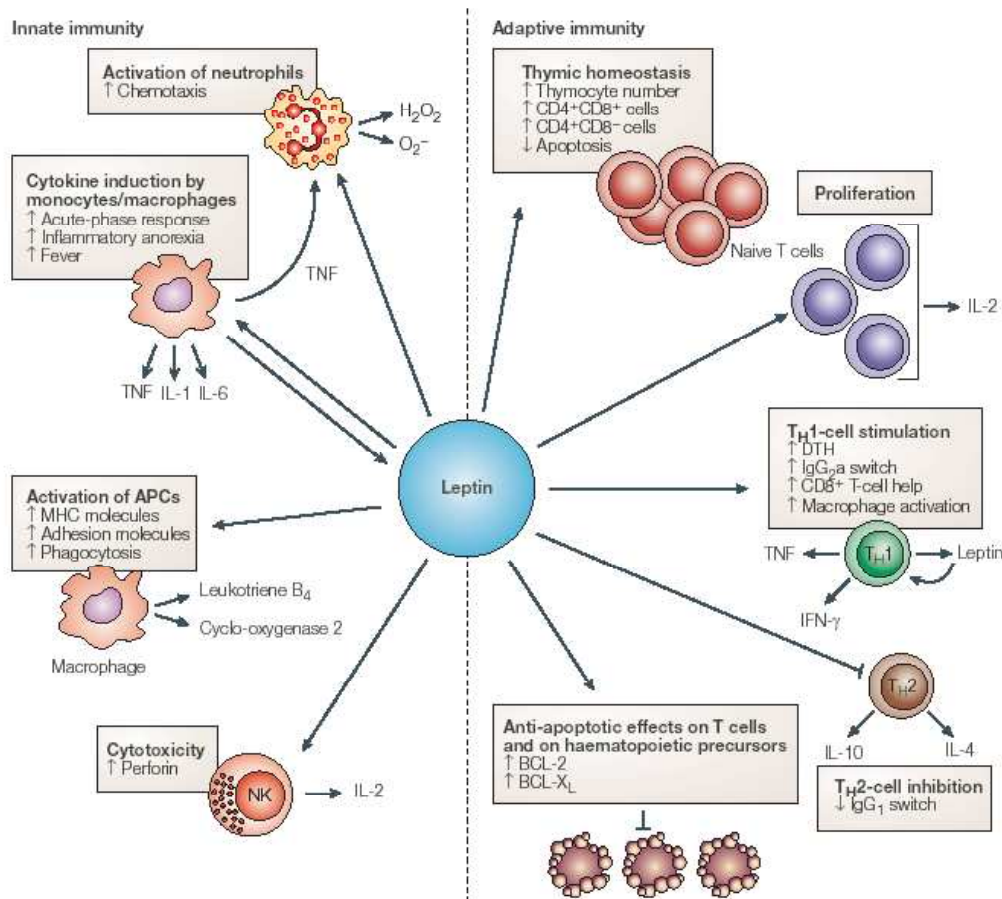 Innate immunity
Activation of neutrophils
↑ Chemotaxis
H₂O₂
O₂⁻
Cytokine induction by
monocytes/macrophages
↑ Acute-phase response
↑ Inflammatory anorexia
↑ Fever
TNF
TNF IL-1 IL-6
Activation of APCs
↑ MHC molecules
↑ Adhesion molecules
↑ Phagocytosis
Leukotriene B₄
Cyclo-oxygenase 2
Macrophage
Cytotoxicity
↑ Perforin
NK
IL-2
Leptin
Adaptive immunity
Thymic homeostasis
↑ Thymocyte number
↑ CD4⁺CD8⁺ cells
↑ CD4⁺CD8⁻ cells
↓ Apoptosis
Naive T cells
Proliferation
IL-2
T_H1-cell stimulation
↑ DTH
↑ IgG₂a switch
↑ CD8⁺ T-cell help
↑ Macrophage activation
TNF
T_H1
Leptin
IFN-γ
T_H2
IL-10
IL-4
T_H2-cell inhibition
↓ IgG₁ switch
Anti-apoptotic effects on T cells
and on haematopoietic precursors
↑ BCL-2
↑ BCL-X_L